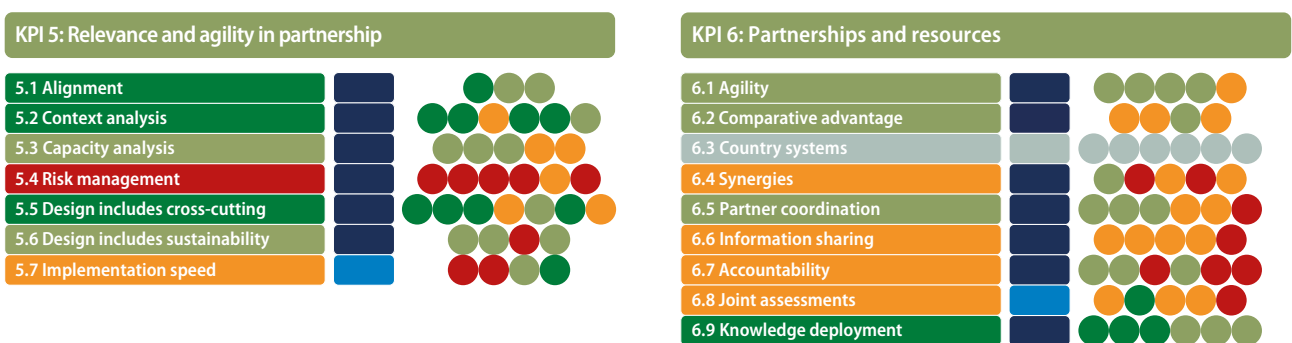 KPI 5: Relevance and agility in partnership
5.1 Alignment
5.2 Context analysis
5.3 Capacity analysis
5.4 Risk management
5.5 Design includes cross-cutting
5.6 Design includes sustainability
5.7 Implementation speed
KPI 6: Partnerships and resources
6.1 Agility
6.2 Comparative advantage
6.3 Country systems
6.4 Synergies
6.5 Partner coordination
6.6 Information sharing
6.7 Accountability
6.8 Joint assessments
6.9 Knowledge deployment